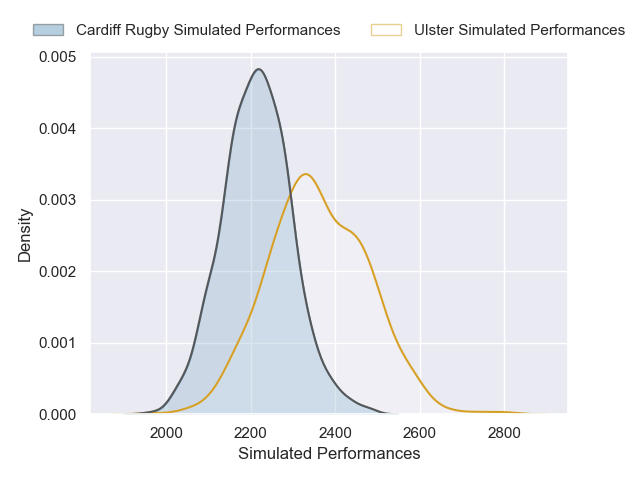 Cardiff Rugby Simulated Performances Ulster Simulated Performances
0.005
0.004
0.003
0.002
0.001
0.000
Density
2000 2200 2400 2600 2800
Simulated Performances